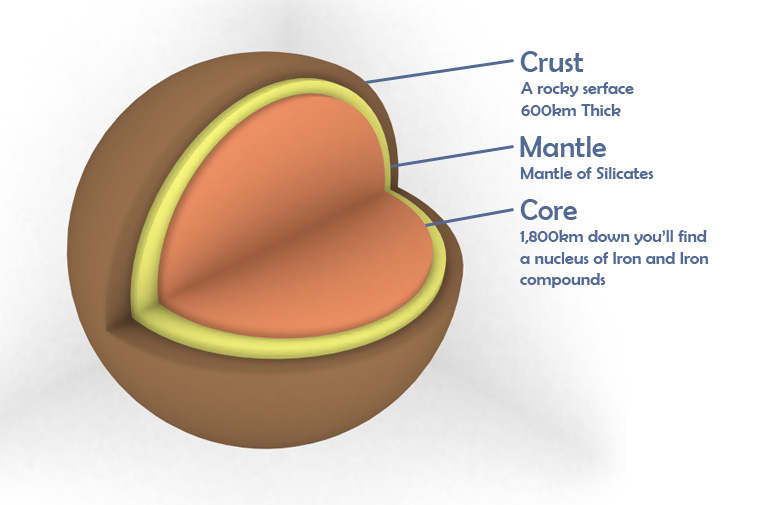 Crust
A rocky serface
600km Thick
Mantle
Mantle of Silicates
Core
1,800km down you'll find
a nucleus of Iron and Iron
compounds